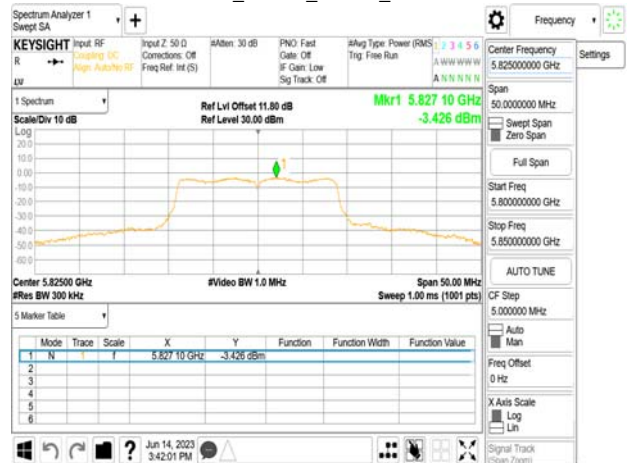 Spectrum Analyzer 1
Swept SA
+
Frequency
KEYSIGHT
R
Input: RF
Coupling: DC
Align: Auto/No RF
Input Z: 50 Ω
Corrections: Off
Freq Ref: Int (S)
#Atten: 30 dB
PNO: Fast
Gate: Off
IF Gain: Low
Sig Track: Off
#Avg Type: Power (RMS
Trig: Free Run
1 2 3 4 5 6
A W W W W W
A N N N N N
Center Frequency
5.825000000 GHz
Settings
Span
50.0000000 MHz
Swept Span
Zero Span
Full Span
Start Freq
5.800000000 GHz
Stop Freq
5.850000000 GHz
AUTO TUNE
CF Step
5.000000 MHz
Auto
Man
Freq Offset
0 Hz
X Axis Scale
Log
Lin
Signal Track
(Span Zoom)
1 Spectrum
Scale/Div 10 dB
Ref Lvl Offset 11.80 dB
Ref Level 30.00 dBm
Mkr1 5.827 10 GHz
-3.426 dBm
Log
20.0
10.0
0.00
-10.0
-20.0
-30.0
-40.0
-50.0
-60.0
1
Center 5.82500 GHz
#Res BW 300 kHz
#Video BW 1.0 MHz
Span 50.00 MHz
Sweep 1.00 ms (1001 pts)
5 Marker Table
Mode Trace Scale X Y Function Function Width Function Value
1 N 1 f 5.827 10 GHz -3.426 dBm
2
3
4
5
6
?
Jun 14, 2023
3:42:01 PM